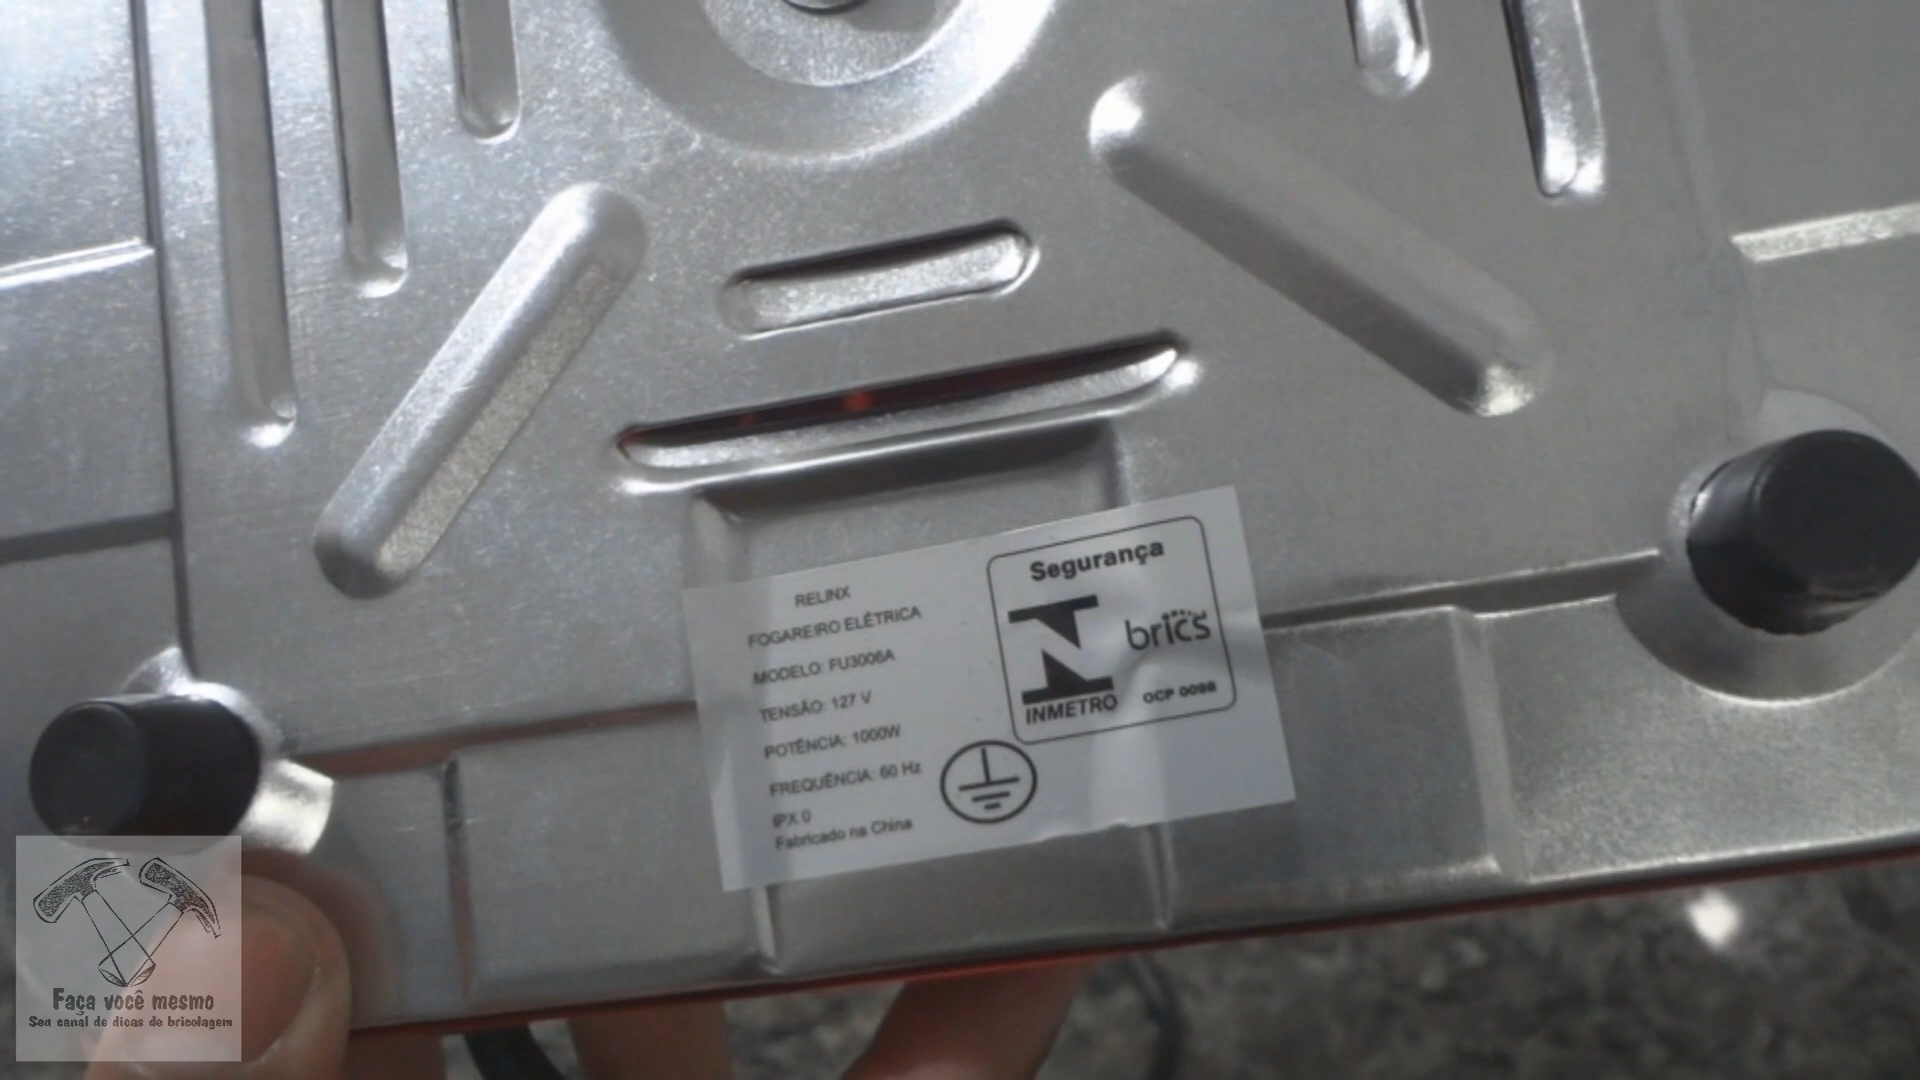 RELINX
FOGAREIRO ELÉTRICA
MODELO: FU3006A
TENSÃO: 127 V
POTÊNCIA: 1000W
FREQUÊNCIA: 60 Hz
IPX 0
Fabricado na China
Segurança
brics
INMETRO
OCP 0098
Faça você mesmo
Seu canal de dicas de bricolagem